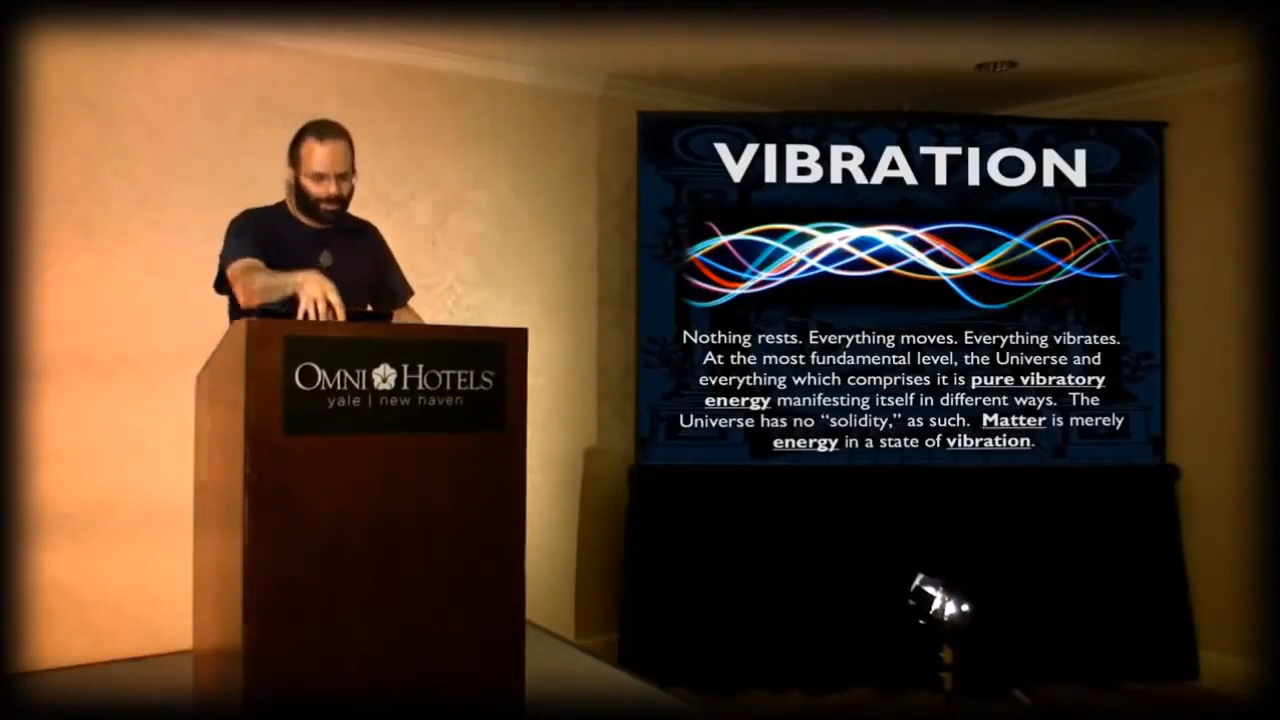 OMNI HOTELS
yale | new haven
VIBRATION
Nothing rests. Everything moves. Everything vibrates.
At the most fundamental level, the Universe and
everything which comprises it is pure vibratory
energy manifesting itself in different ways. The
Universe has no “solidity,” as such. Matter is merely
energy in a state of vibration.